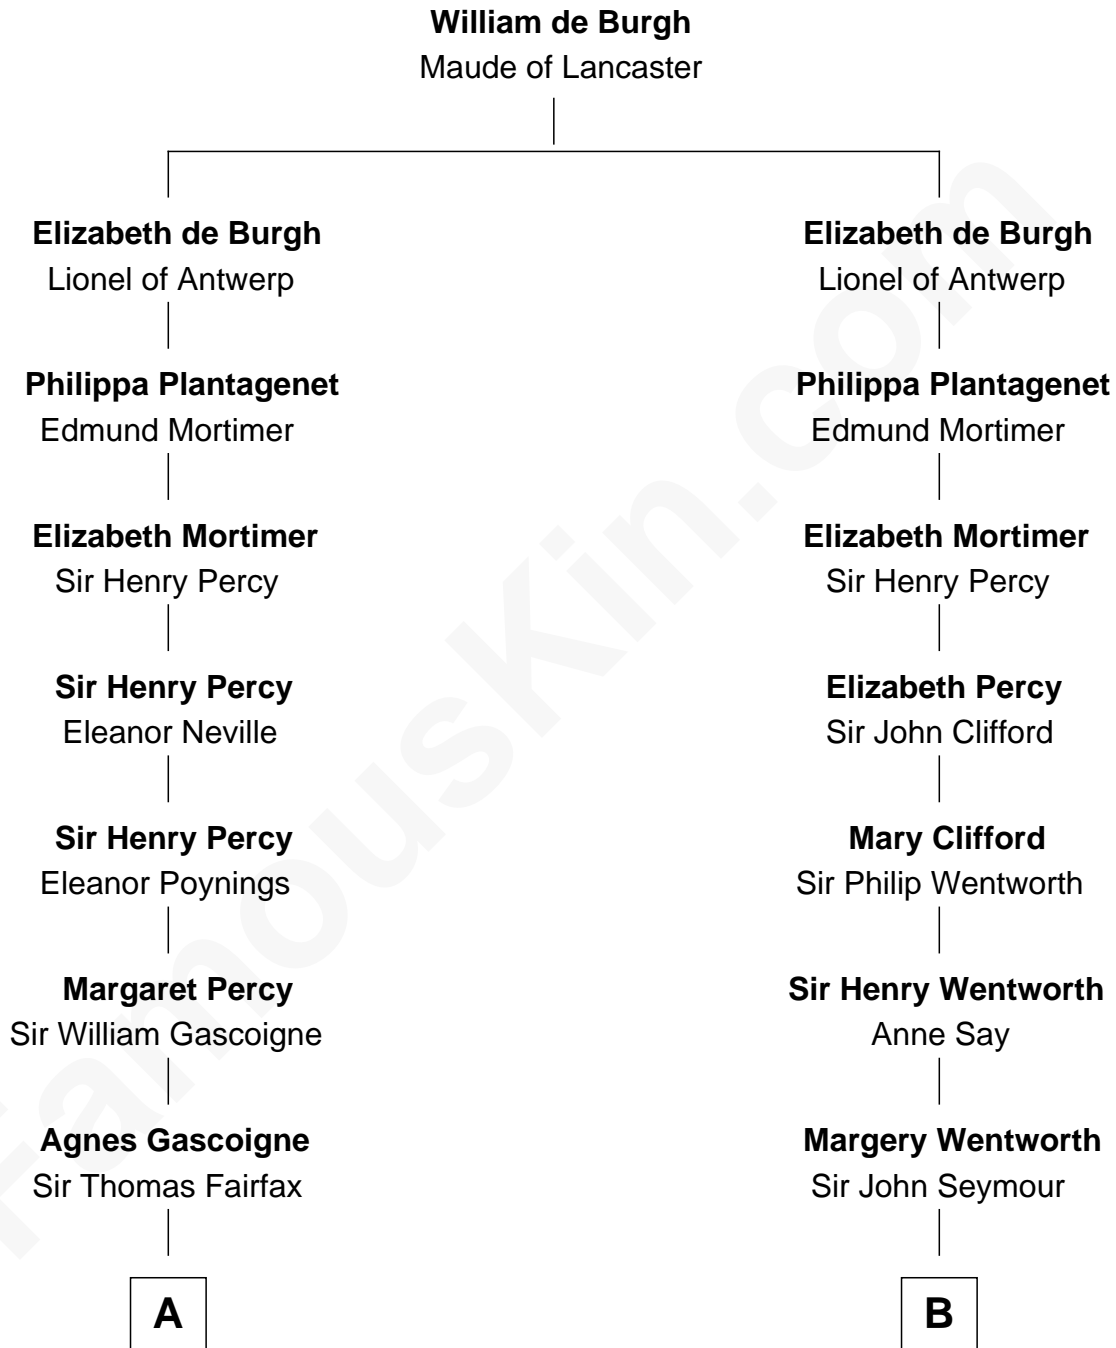 William de Burgh
Maude of Lancaster
Elizabeth de Burgh
Lionel of Antwerp
Philippa Plantagenet
Edmund Mortimer
Elizabeth Mortimer
Sir Henry Percy
Sir Henry Percy
Eleanor Neville
Sir Henry Percy
Eleanor Poynings
Margaret Percy
Sir William Gascoigne
Agnes Gascoigne
Sir Thomas Fairfax
A
Elizabeth de Burgh
Lionel of Antwerp
Philippa Plantagenet
Edmund Mortimer
Elizabeth Mortimer
Sir Henry Percy
Elizabeth Percy
Sir John Clifford
Mary Clifford
Sir Philip Wentworth
Sir Henry Wentworth
Anne Say
Margery Wentworth
Sir John Seymour
B
FamousKin.com